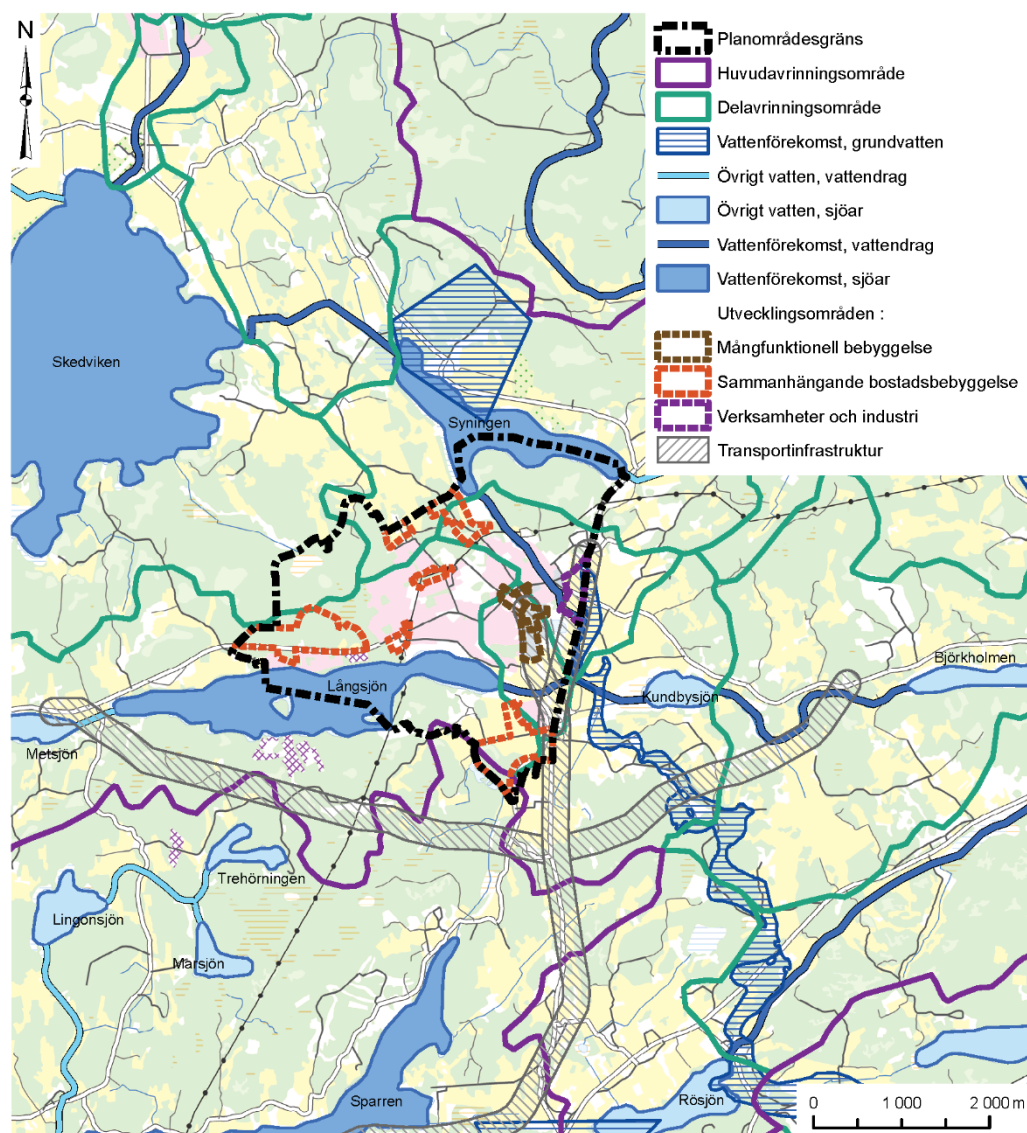 N
Planområdesgräns
Huvudavrinningsområde
Delavrinningsområde
Vattenförekomst, grundvatten
Övrigt vatten, vattendrag
Övrigt vatten, sjöar
Vattenförekomst, vattendrag
Vattenförekomst, sjöar
Utvecklingsområden :
Mångfunktionell bebyggelse
Sammanhängande bostadsbebyggelse
Verksamheter och industri
Transportinfrastruktur
Skedviken
Syningen
Björkholmen
Långsjön
Kundbysjön
Metsjön
Trehörningen
Lingonsjön
Marsjön
Sparren
Rösjön
0 1 000 2 000 m